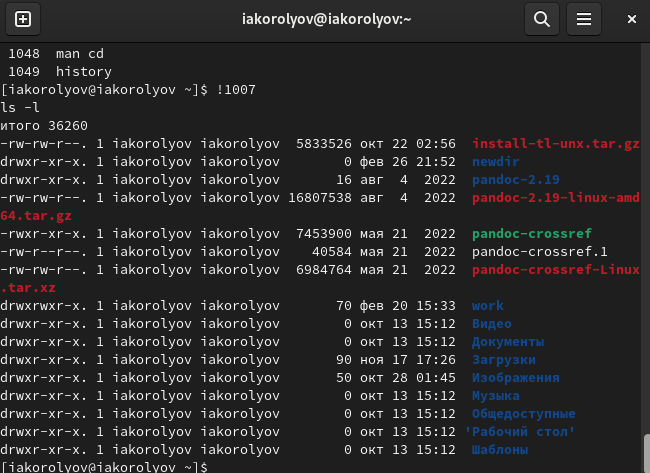 iakorolyov@iakorolyov:~
1048  man cd
1049  history
[iakorolyov@iakorolyov ~]$ !1007
ls -l
итого 36260
-rw-rw-r--. 1 iakorolyov iakorolyov  5833526 окт 22 02:56  install-tl-unx.tar.gz
drwxr-xr-x. 1 iakorolyov iakorolyov        0 фев 26 21:52  newdir
drwxr-xr-x. 1 iakorolyov iakorolyov       16 авг  4  2022  pandoc-2.19
-rw-rw-r--. 1 iakorolyov iakorolyov 16807538 авг  4  2022  pandoc-2.19-linux-amd
64.tar.gz
-rwxr-xr-x. 1 iakorolyov iakorolyov  7453900 мая 21  2022  pandoc-crossref
-rw-r--r--. 1 iakorolyov iakorolyov    40584 мая 21  2022  pandoc-crossref.1
-rw-rw-r--. 1 iakorolyov iakorolyov  6984764 мая 21  2022  pandoc-crossref-Linux
.tar.xz
drwxrwxr-x. 1 iakorolyov iakorolyov       70 фев 20 15:33  work
drwxr-xr-x. 1 iakorolyov iakorolyov        0 окт 13 15:12  Видео
drwxr-xr-x. 1 iakorolyov iakorolyov        0 окт 13 15:12  Документы
drwxr-xr-x. 1 iakorolyov iakorolyov       90 ноя 17 17:26  Загрузки
drwxr-xr-x. 1 iakorolyov iakorolyov       50 окт 28 01:45  Изображения
drwxr-xr-x. 1 iakorolyov iakorolyov        0 окт 13 15:12  Музыка
drwxr-xr-x. 1 iakorolyov iakorolyov        0 окт 13 15:12  Общедоступные
drwxr-xr-x. 1 iakorolyov iakorolyov        0 окт 13 15:12 'Рабочий стол'
drwxr-xr-x. 1 iakorolyov iakorolyov        0 окт 13 15:12  Шаблоны
[iakorolyov@iakorolyov ~]$